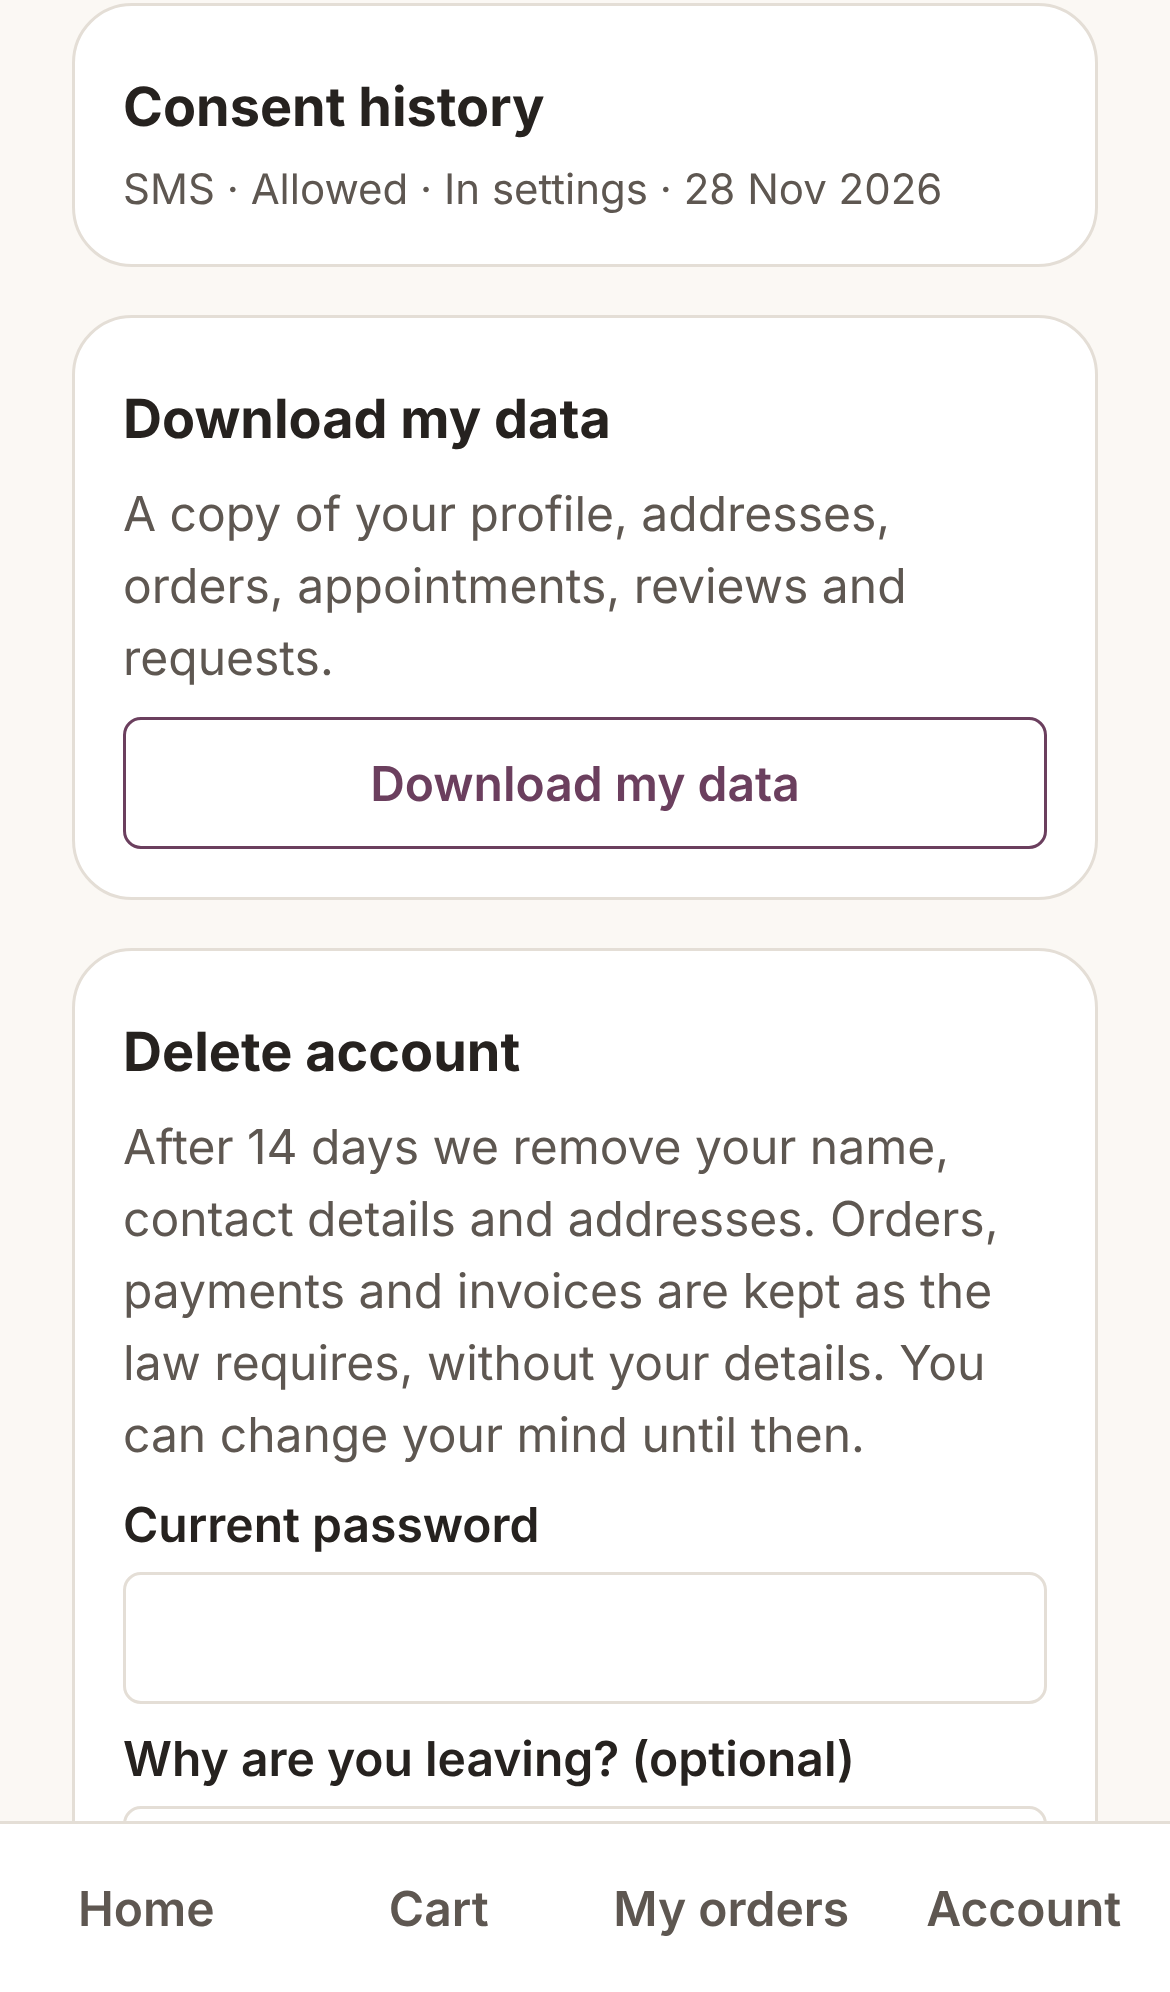 Consent history
SMS · Allowed · In settings · 28 Nov 2026
Download my data
A copy of your profile, addresses,
orders, appointments, reviews and
requests.
Download my data
Delete account
After 14 days we remove your name,
contact details and addresses. Orders,
payments and invoices are kept as the
law requires, without your details. You
can change your mind until then.
Current password
Why are you leaving? (optional)
Home Cart My orders Account